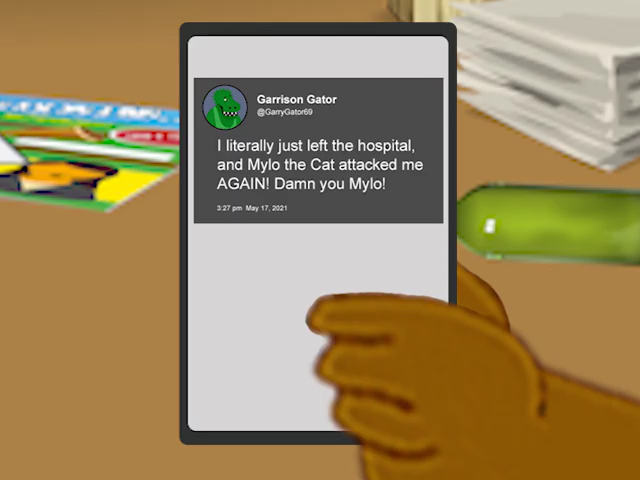 Garrison Gator
@GarryGator69
I literally just left the hospital,
and Mylo the Cat attacked me
AGAIN! Damn you Mylo!
3:27 pm May 17, 2021